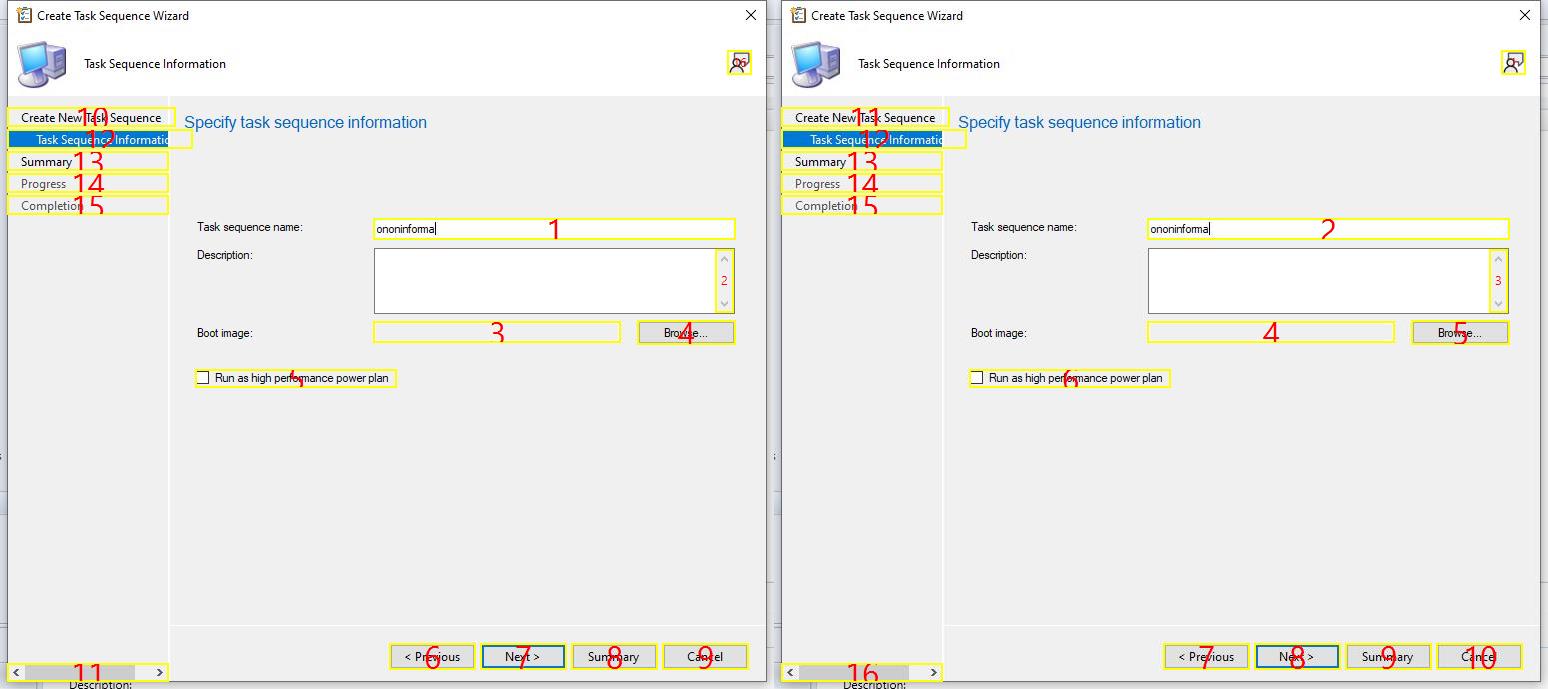 Create Task Sequence Wizard
Task Sequence Information
16
10
Create New Task Sequence
12
Task Sequence Informatio
13
Summary
14
Progress
15
Completion
Specify task sequence information
Task sequence name:
ononinforma
1
Description:
2
Boot image:
3
Browse...
4
Run as high performance power plan
5
< Previous
6
Next >
7
Summary
8
Cancel
9
11
Description:
Create Task Sequence Wizard
Task Sequence Information
1
11
Create New Task Sequence
12
Task Sequence Informatio
13
Summary
14
Progress
15
Completion
Specify task sequence information
Task sequence name:
ononinforma
2
Description:
3
Boot image:
4
Browse...
5
Run as high performance power plan
6
< Previous
7
Next >
8
Summary
9
Cancel
10
16
Description: